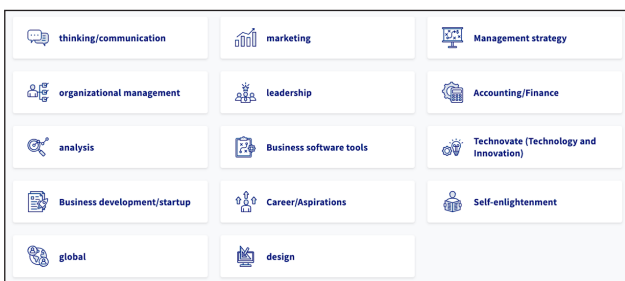 thinking/communication
marketing
Management strategy
organizational management
leadership
Accounting/Finance
analysis
Business software tools
Technovate (Technology and
Innovation)
Business development/startup
Career/Aspirations
Self-enlightenment
global
design